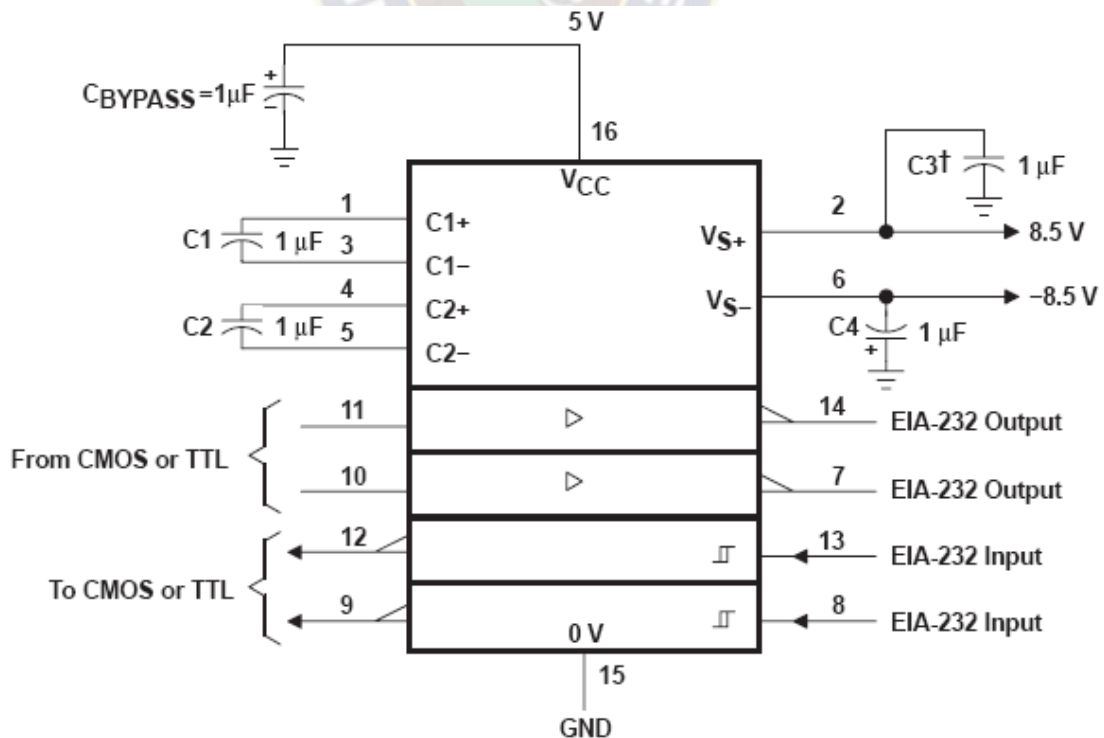 5 V
CBYPASS =1µF
+
−
16
VCC
C3† 1 µF
1
C1+
2
VS+
8.5 V
C1 1 µF
3
C1−
4
C2+
6
VS−
−8.5 V
C2 1 µF
5
C2−
C4 1 µF
+
11
14
EIA-232 Output
From CMOS or TTL
10
7
EIA-232 Output
12
13
EIA-232 Input
To CMOS or TTL
9
8
EIA-232 Input
0 V
15
GND